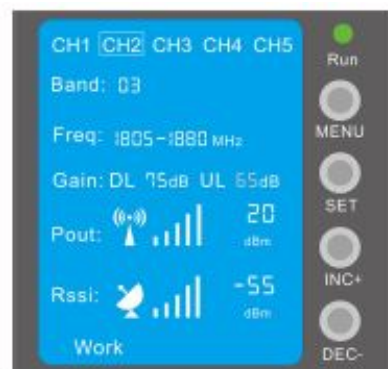 CH1 CH2 CH3 CH4 CH5
Run
Band: 03
MENU
Freq: 1805-1880 MHz
Gain: DL 75dB UL 65dB
SET
Pout: 20 dBm
INC+
Rssi: -55 dBm
Work
DEC-